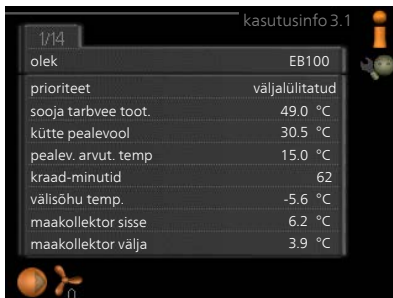 kasutusinfo 3.1
1/14
olek EB100
prioriteet väljalülitatud
sooja tarbvee toot. 49.0 °C
kütte pealevool 30.5 °C
pealev. arvut. temp 15.0 °C
kraad-minutid 62
välisõhu temp. -5.6 °C
maakollektor sisse 6.2 °C
maakollektor välja 3.9 °C
0